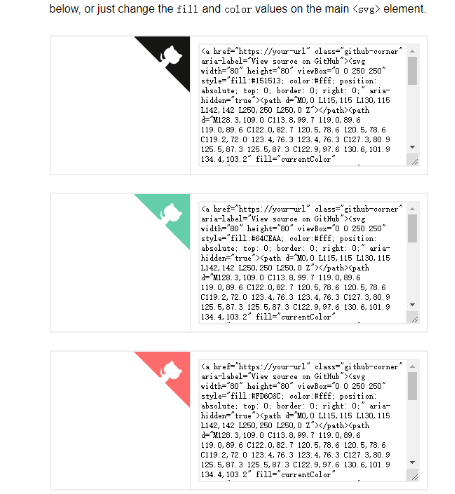 below, or just change the fill and color values on the main <svg> element.
<a href="https://your-url" class="github-corner"
aria-label="View source on GitHub"><svg
width="80" height="80" viewBox="0 0 250 250"
style="fill:#151513; color:#fff; position:
absolute; top: 0; border: 0; right: 0;" aria-
hidden="true"><path d="M0,0 L115,115 L130,115
L142,142 L250,250 L250,0 Z"></path><path
d="M128.3,109.0 C113.8,99.7 119.0,89.6
119.0,89.6 C122.0,82.7 120.5,78.6 120.5,78.6
C119.2,72.0 123.4,76.3 123.4,76.3 C127.3,80.9
125.5,87.3 125.5,87.3 C122.9,97.6 130.6,101.9
134.4,103.2" fill="currentColor"
<a href="https://your-url" class="github-corner"
aria-label="View source on GitHub"><svg
width="80" height="80" viewBox="0 0 250 250"
style="fill:#64CEAA; color:#fff; position:
absolute; top: 0; border: 0; right: 0;" aria-
hidden="true"><path d="M0,0 L115,115 L130,115
L142,142 L250,250 L250,0 Z"></path><path
d="M128.3,109.0 C113.8,99.7 119.0,89.6
119.0,89.6 C122.0,82.7 120.5,78.6 120.5,78.6
C119.2,72.0 123.4,76.3 123.4,76.3 C127.3,80.9
125.5,87.3 125.5,87.3 C122.9,97.6 130.6,101.9
134.4,103.2" fill="currentColor"
<a href="https://your-url" class="github-corner"
aria-label="View source on GitHub"><svg
width="80" height="80" viewBox="0 0 250 250"
style="fill:#FD6C6C; color:#fff; position:
absolute; top: 0; border: 0; right: 0;" aria-
hidden="true"><path d="M0,0 L115,115 L130,115
L142,142 L250,250 L250,0 Z"></path><path
d="M128.3,109.0 C113.8,99.7 119.0,89.6
119.0,89.6 C122.0,82.7 120.5,78.6 120.5,78.6
C119.2,72.0 123.4,76.3 123.4,76.3 C127.3,80.9
125.5,87.3 125.5,87.3 C122.9,97.6 130.6,101.9
134.4,103.2" fill="currentColor"